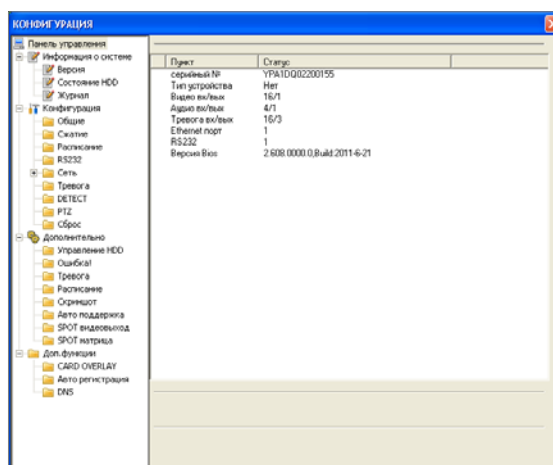 КОНФИГУРАЦИЯ
Панель управления
Информация о системе
Версия
Состояние HDD
Журнал
Конфигурация
Общие
Сжатие
Расписание
RS232
Сеть
Тревога
DETECT
PTZ
Сброс
Дополнительно
Управление HDD
Ошибка!
Тревога
Расписание
Скриншот
Авто поддержка
SPOT видеовыход
SPOT матрица
Доп.функции
CARD OVERLAY
Авто регистрация
DNS
Пункт Статус
серийный № YPA1DQ02200155
Тип устройства Нет
Видео вх/вых 16/1
Аудио вх/вых 4/1
Тревога вх/вых 16/3
Ethernet порт 1
RS232 1
Версия Bios 2.608.0000.0,Build:2011-6-21